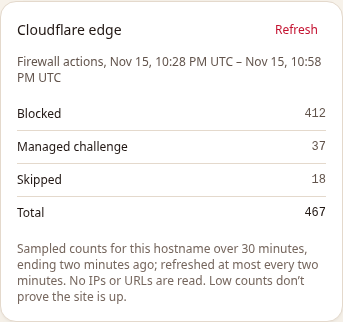 Cloudflare edge Refresh
Firewall actions, Nov 15, 10:28 PM UTC – Nov 15, 10:58
PM UTC
Blocked 412
Managed challenge 37
Skipped 18
Total 467
Sampled counts for this hostname over 30 minutes,
ending two minutes ago; refreshed at most every two
minutes. No IPs or URLs are read. Low counts don’t
prove the site is up.